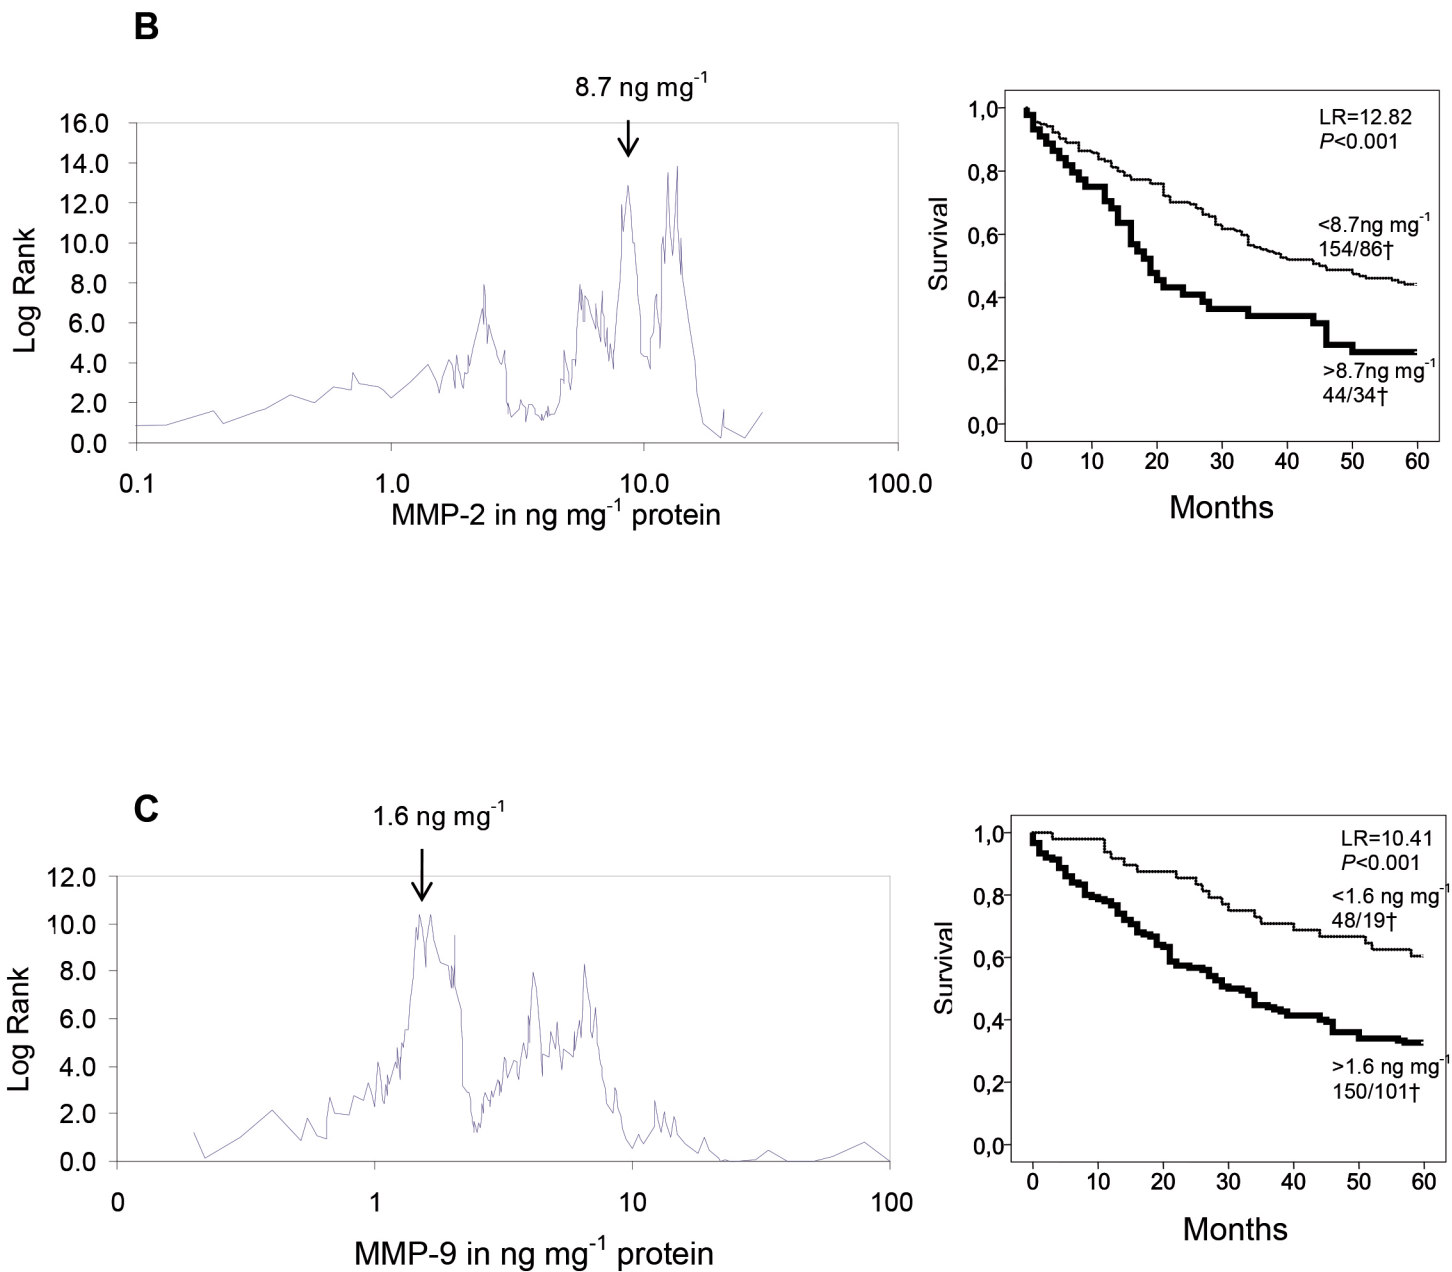 B
8.7 ng mg⁻¹
16.0
14.0
12.0
10.0
8.0
6.0
4.0
2.0
0.0
Log Rank
0.1 1.0 10.0 100.0
MMP-2 in ng mg⁻¹ protein
1,0
0,8
0,6
0,4
0,2
0,0
Survival
LR=12.82
P<0.001
<8.7ng mg⁻¹
154/86†
>8.7ng mg⁻¹
44/34†
0 10 20 30 40 50 60
Months
C
1.6 ng mg⁻¹
12.0
10.0
8.0
6.0
4.0
2.0
0.0
Log Rank
0 1 10 100
MMP-9 in ng mg⁻¹ protein
1,0
0,8
0,6
0,4
0,2
0,0
Survival
LR=10.41
P<0.001
<1.6 ng mg⁻¹
48/19†
>1.6 ng mg⁻¹
150/101†
0 10 20 30 40 50 60
Months